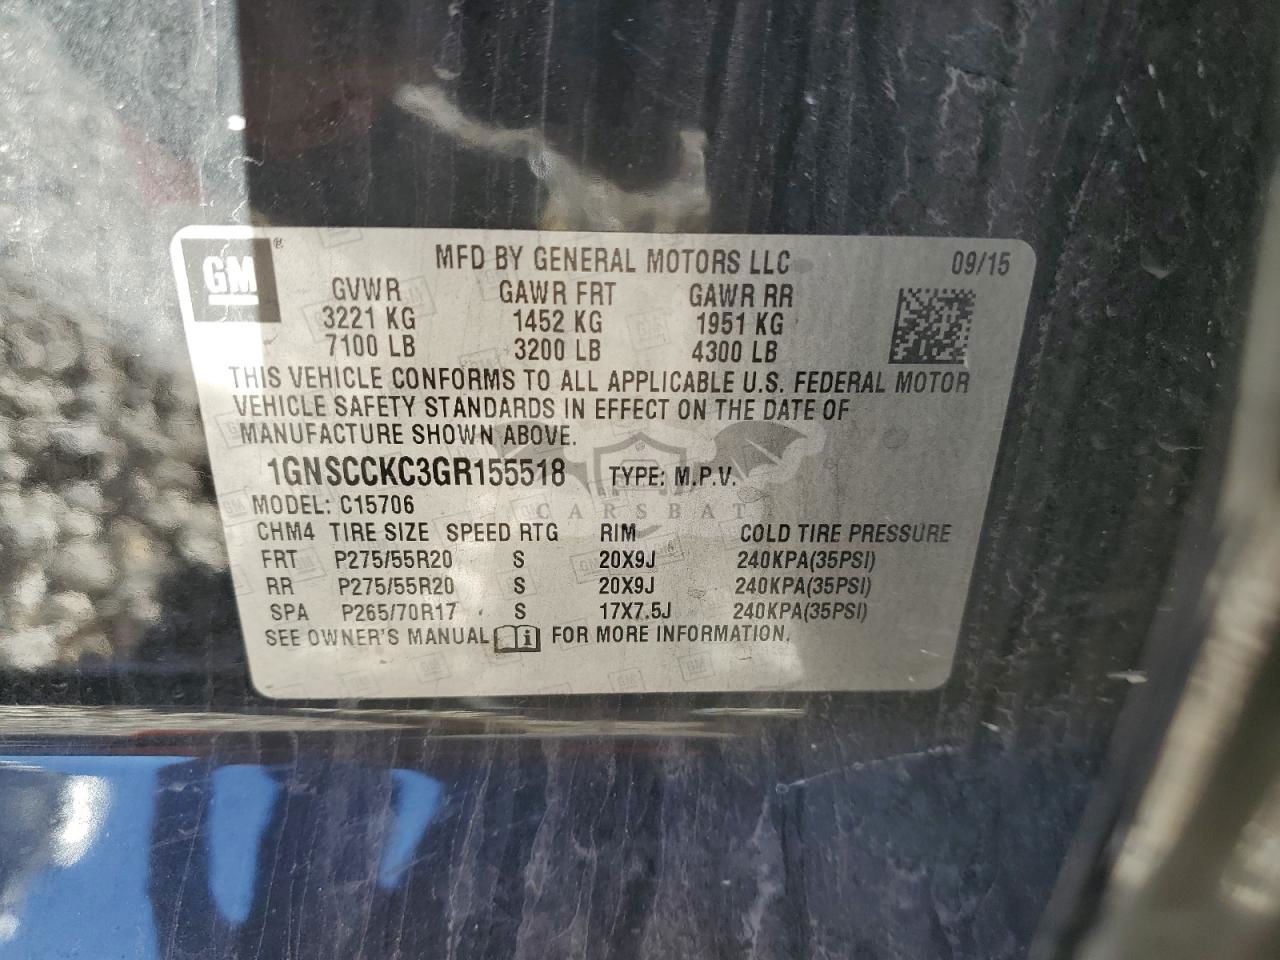 GM ® MFD BY GENERAL MOTORS LLC 09/15
GVWR GAWR FRT GAWR RR
3221 KG 1452 KG 1951 KG
7100 LB 3200 LB 4300 LB
THIS VEHICLE CONFORMS TO ALL APPLICABLE U.S. FEDERAL MOTOR
VEHICLE SAFETY STANDARDS IN EFFECT ON THE DATE OF
MANUFACTURE SHOWN ABOVE.
1GNSCCKC3GR155518 TYPE: M.P.V.
MODEL: C15706
CHM4 TIRE SIZE SPEED RTG RIM COLD TIRE PRESSURE
FRT P275/55R20 S 20X9J 240KPA(35PSI)
RR P275/55R20 S 20X9J 240KPA(35PSI)
SPA P265/70R17 S 17X7.5J 240KPA(35PSI)
SEE OWNER'S MANUAL i FOR MORE INFORMATION.